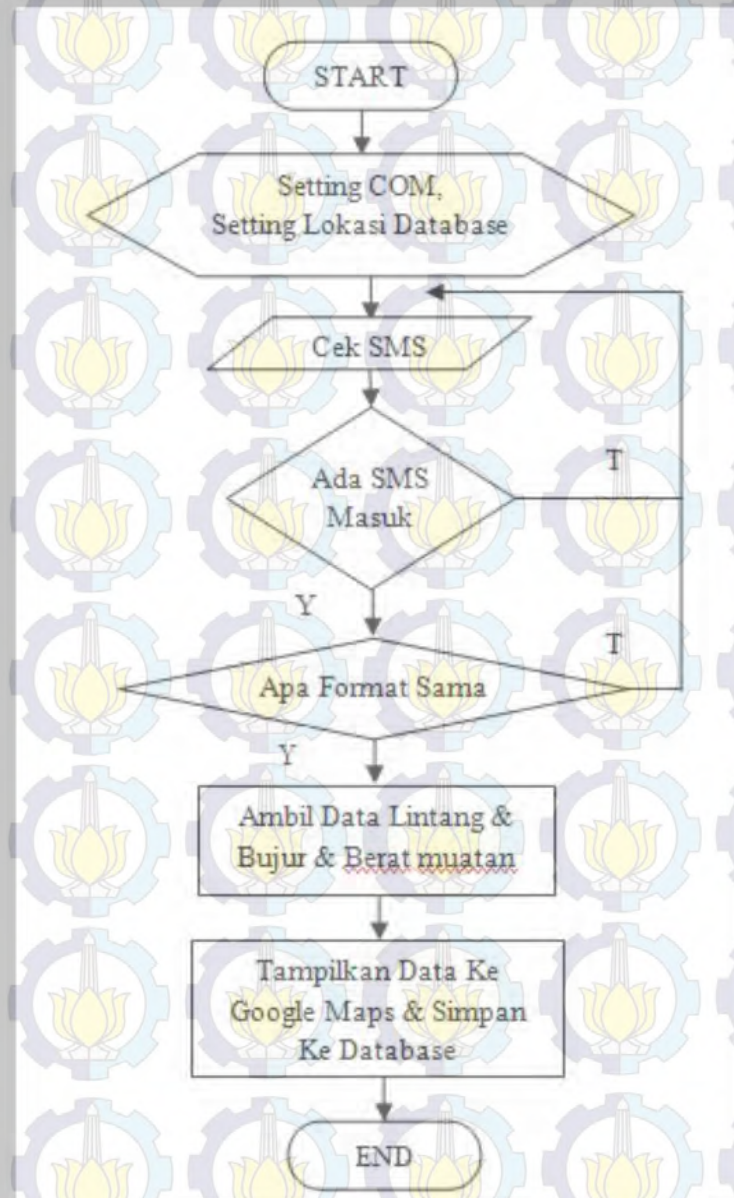 START
Setting COM,
Setting Lokasi Database
Cek SMS
Ada SMS
Masuk
T
Y
Apa Format Sama
T
Y
Ambil Data Lintang &
Bujur & Berat muatan
Tampilkan Data Ke
Google Maps & Simpan
Ke Database
END